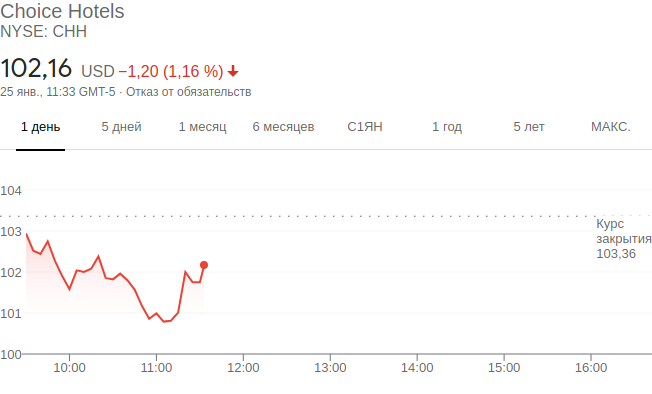 Choice Hotels
NYSE: CHH
102,16 USD −1,20 (1,16 %)
25 янв., 11:33 GMT-5 · Отказ от обязательств
1 день 5 дней 1 месяц 6 месяцев С1ЯН 1 год 5 лет МАКС.
104
103
102
101
100
Курс
закрытия
103,36
10:00 11:00 12:00 13:00 14:00 15:00 16:00